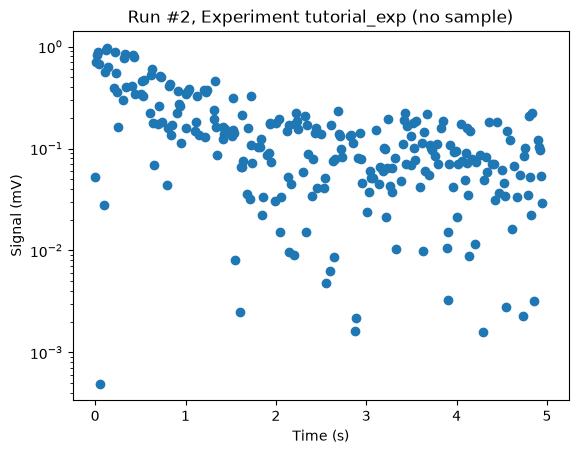 Run #2, Experiment tutorial_exp (no sample)
Signal (mV)
10⁰
10⁻¹
10⁻²
10⁻³
0 1 2 3 4 5
Time (s)